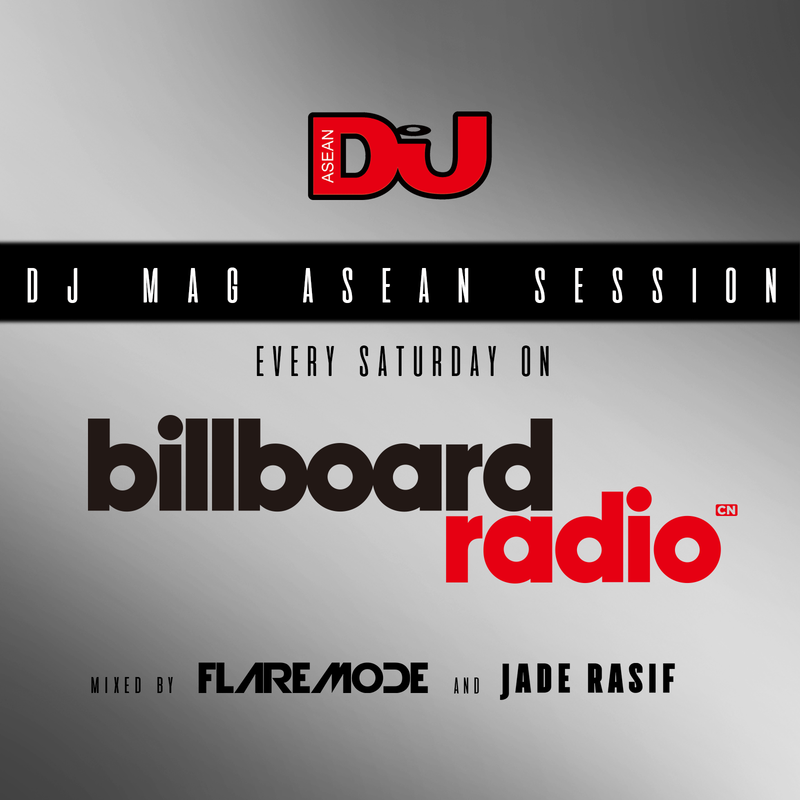 ASEAN
DJ
DJ MAG ASEAN SESSION
EVERY SATURDAY ON
billboard
radio CN
MIXED BY FLAREMODE AND JADE RASIF